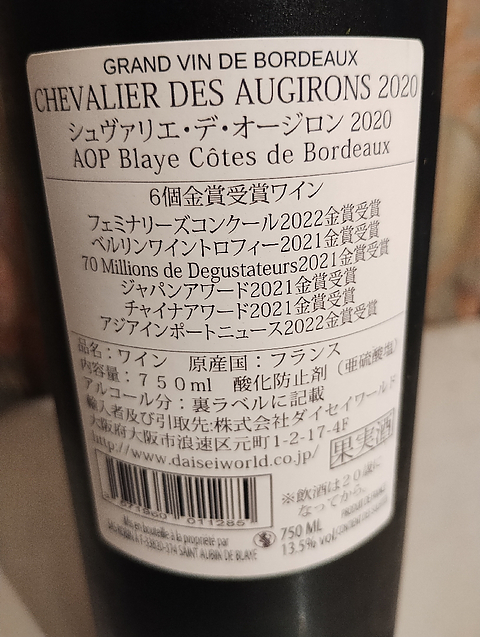 GRAND VIN DE BORDEAUX
CHEVALIER DES AUGIRONS 2020
シュヴァリエ・デ・オージロン 2020
AOP Blaye Côtes de Bordeaux
6個金賞受賞ワイン
フェミナリーズコンクール2022金賞受賞
ベルリンワイントロフィー2021金賞受賞
70 Millions de Degustateurs2021金賞受賞
ジャパンアワード2021金賞受賞
チャイナアワード2021金賞受賞
アジアインポートニュース2022金賞受賞
品名：ワイン 原産国：フランス
内容量：７５０ml 酸化防止剤（亜硫酸塩）
アルコール分：裏ラベルに記載
輸入者及び引取先:株式会社ダイセイワールド
大阪府大阪市浪速区元町1-2-17-4F
http://www.daiseiworld.co.jp/
果実酒
※飲酒は２０歳に
なってから。
011285
Mis en bouteille à la propriété par
SAINT AUBIN DE BLAYE
750 ML
13.5% vol.